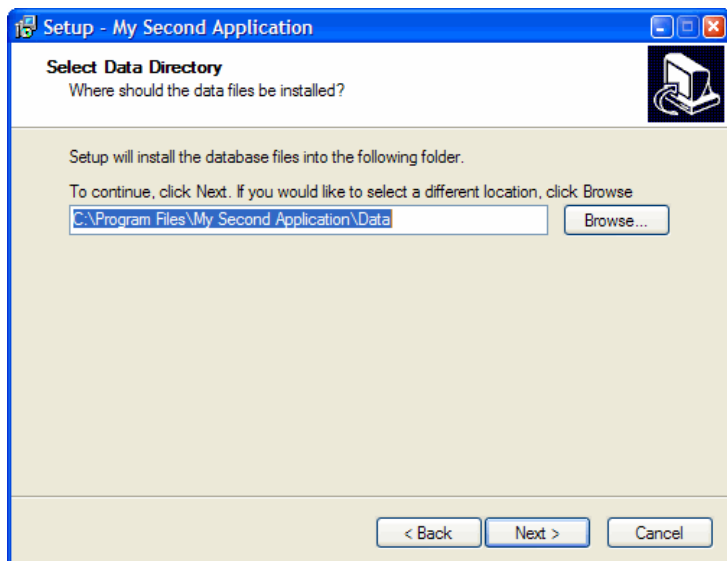 Setup - My Second Application
Select Data Directory
Where should the data files be installed?
Setup will install the database files into the following folder.
To continue, click Next. If you would like to select a different location, click Browse
C:\Program Files\My Second Application\Data
Browse...
< Back
Next >
Cancel